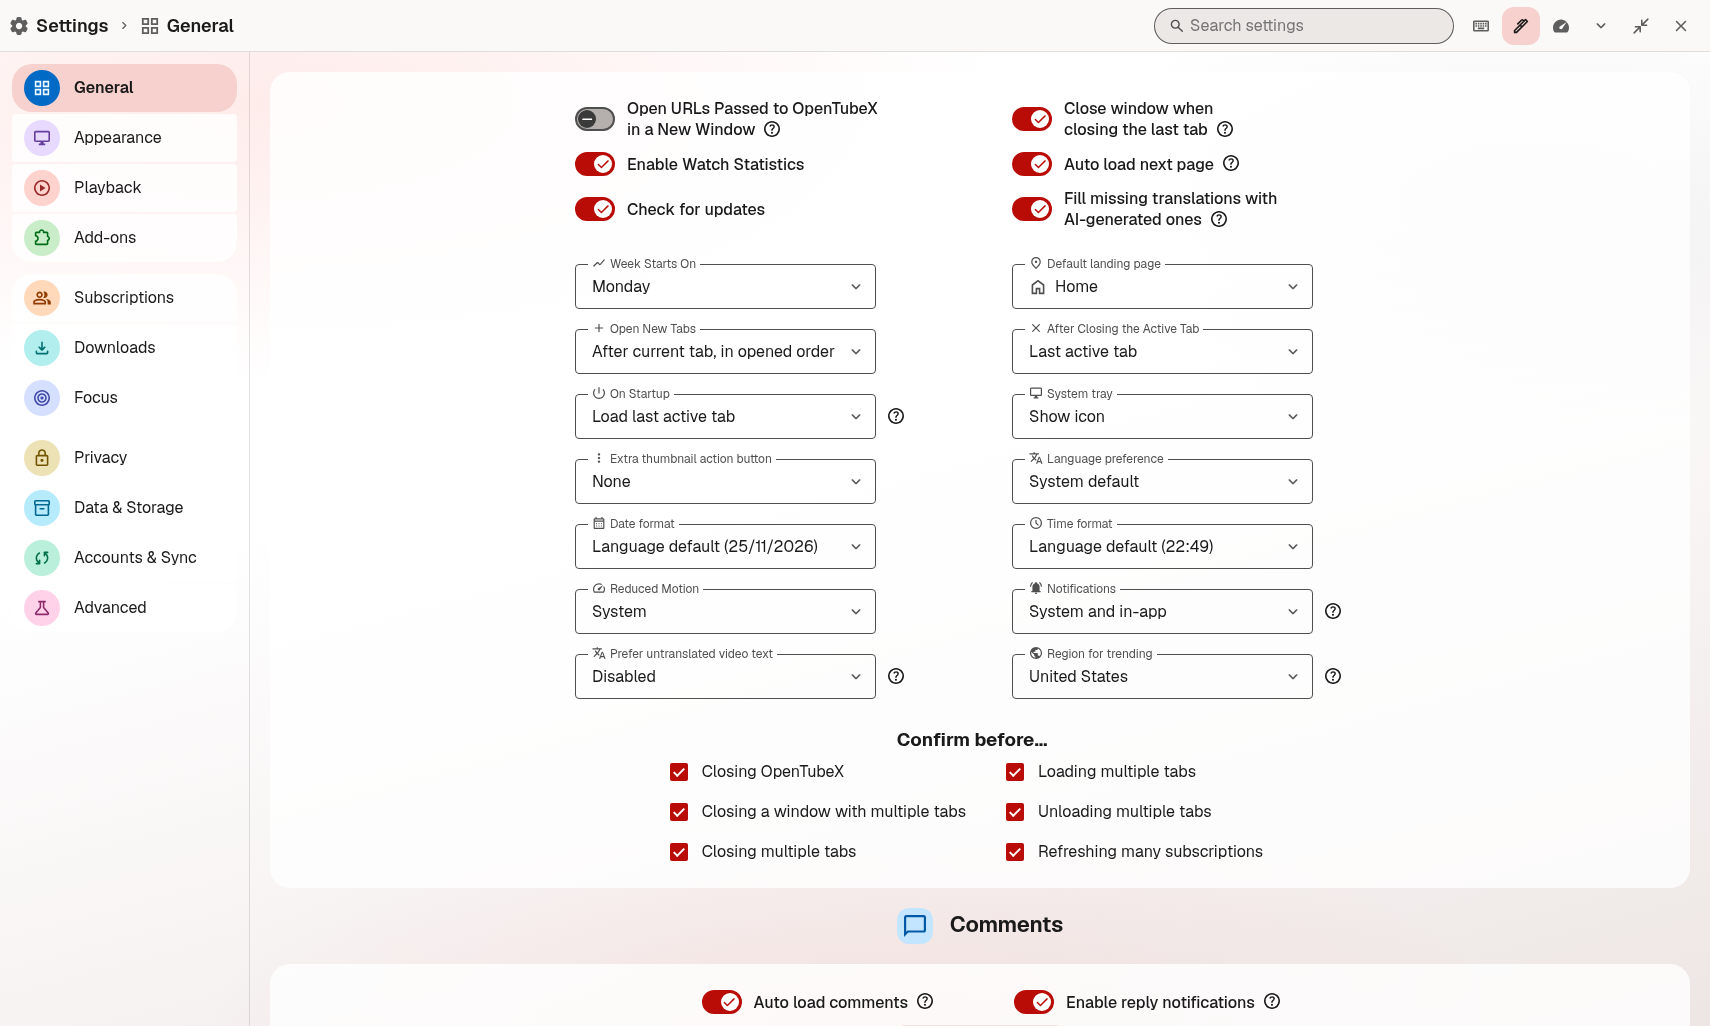 Settings
General
Search settings
General
Appearance
Playback
Add-ons
Subscriptions
Downloads
Focus
Privacy
Data & Storage
Accounts & Sync
Advanced
Open URLs Passed to OpenTubeX
in a New Window
Close window when
closing the last tab
Enable Watch Statistics
Auto load next page
Check for updates
Fill missing translations with
AI-generated ones
Week Starts On
Monday
Default landing page
Home
Open New Tabs
After current tab, in opened order
After Closing the Active Tab
Last active tab
On Startup
Load last active tab
System tray
Show icon
Extra thumbnail action button
None
Language preference
System default
Date format
Language default (25/11/2026)
Time format
Language default (22:49)
Reduced Motion
System
Notifications
System and in-app
Prefer untranslated video text
Disabled
Region for trending
United States
Confirm before...
Closing OpenTubeX
Loading multiple tabs
Closing a window with multiple tabs
Unloading multiple tabs
Closing multiple tabs
Refreshing many subscriptions
Comments
Auto load comments
Enable reply notifications